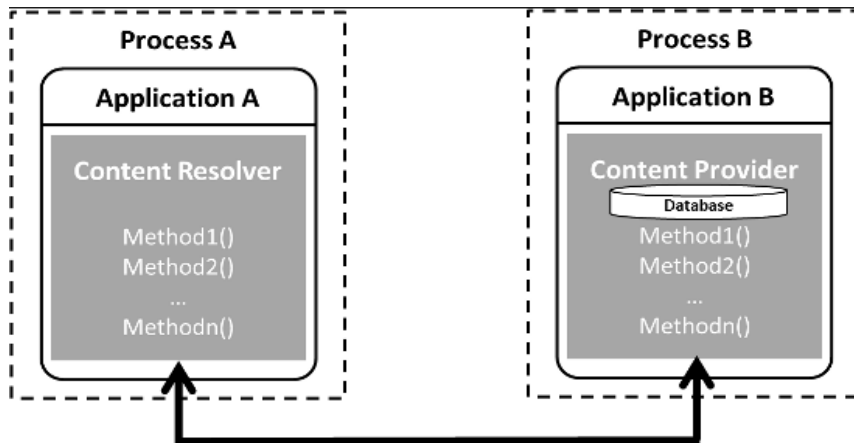 Process A
Application A
Content Resolver
Method1()
Method2()
...
Methodn()
Process B
Application B
Content Provider
Database
Method1()
Method2()
...
Methodn()